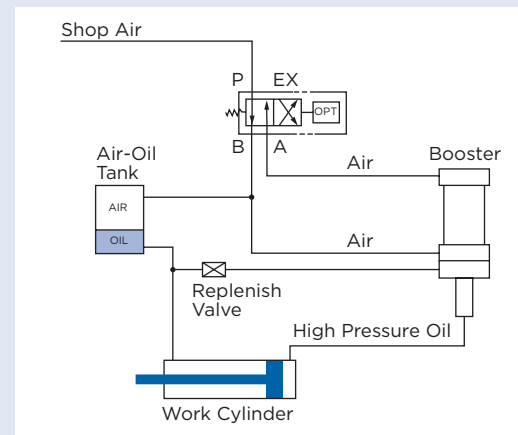 Shop Air
P
EX
OPT
B
A
Air
Booster
Air-Oil
Tank
AIR
OIL
Air
Replenish
Valve
High Pressure Oil
Work Cylinder